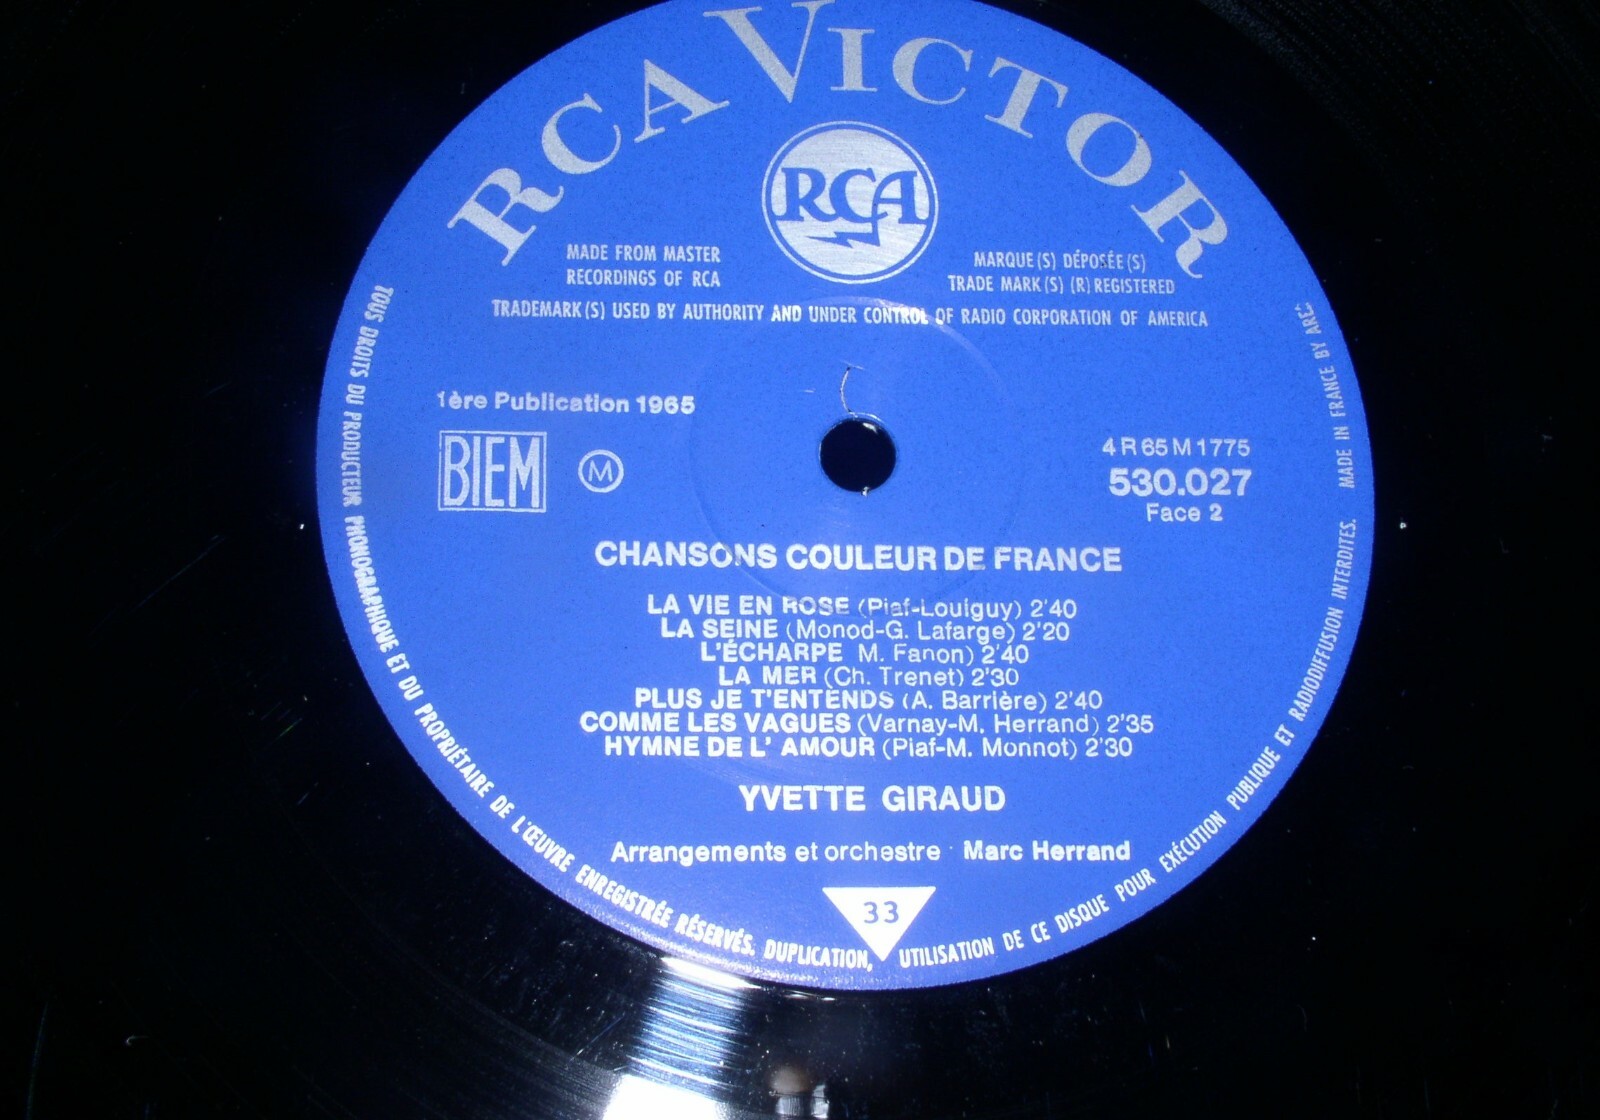 RCA VICTOR
RCA
MADE FROM MASTER
RECORDINGS OF RCA
MARQUE(S) DÉPOSÉE(S)
TRADE MARK(S) (R) REGISTERED
TRADEMARK(S) USED BY AUTHORITY AND UNDER CONTROL OF RADIO CORPORATION OF AMERICA
1ère Publication 1965
BIEM
M
4 R 65 M 1775
530.027
Face 2
CHANSONS COULEUR DE FRANCE
LA VIE EN ROSE (Piaf-Louiguy) 2'40
LA SEINE (Monod-G. Lafarge) 2'20
L'ÉCHARPE M. Fanon) 2'40
LA MER (Ch. Trenet) 2'30
PLUS JE T'ENTENDS (A. Barrière) 2'40
COMME LES VAGUES (Varnay-M. Herrand) 2'35
HYMNE DE L' AMOUR (Piaf-M. Monnot) 2'30
YVETTE GIRAUD
Arrangements et orchestre Marc Herrand
33
TOUS DROITS DU PRODUCTEUR PHONOGRAPHIQUE ET DU PROPRIÉTAIRE DE L'ŒUVRE ENREGISTRÉE RÉSERVÉS. DUPLICATION, UTILISATION DE CE DISQUE POUR EXÉCUTION PUBLIQUE ET RADIODIFFUSION INTERDITES. MADE IN FRANCE BY